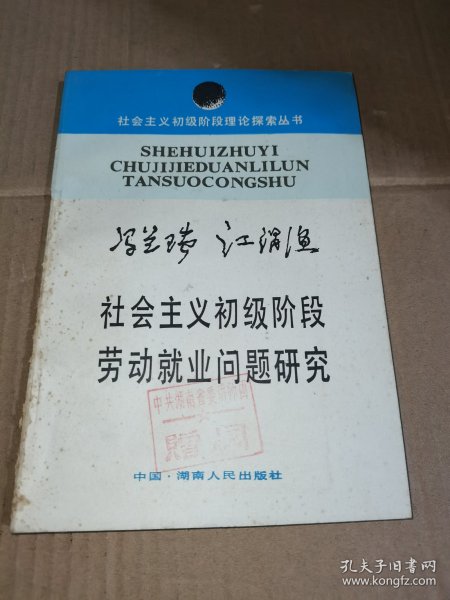 社会主义初级阶段理论探索丛书
SHEHUIZHUYI
CHUJIJIEDUANLILUN
TANSUOCONGSHU
冯兰瑞 江渭渔
社会主义初级阶段
劳动就业问题研究
赠阅
中国·湖南人民出版社
孔夫子旧书网
www.kongfz.com